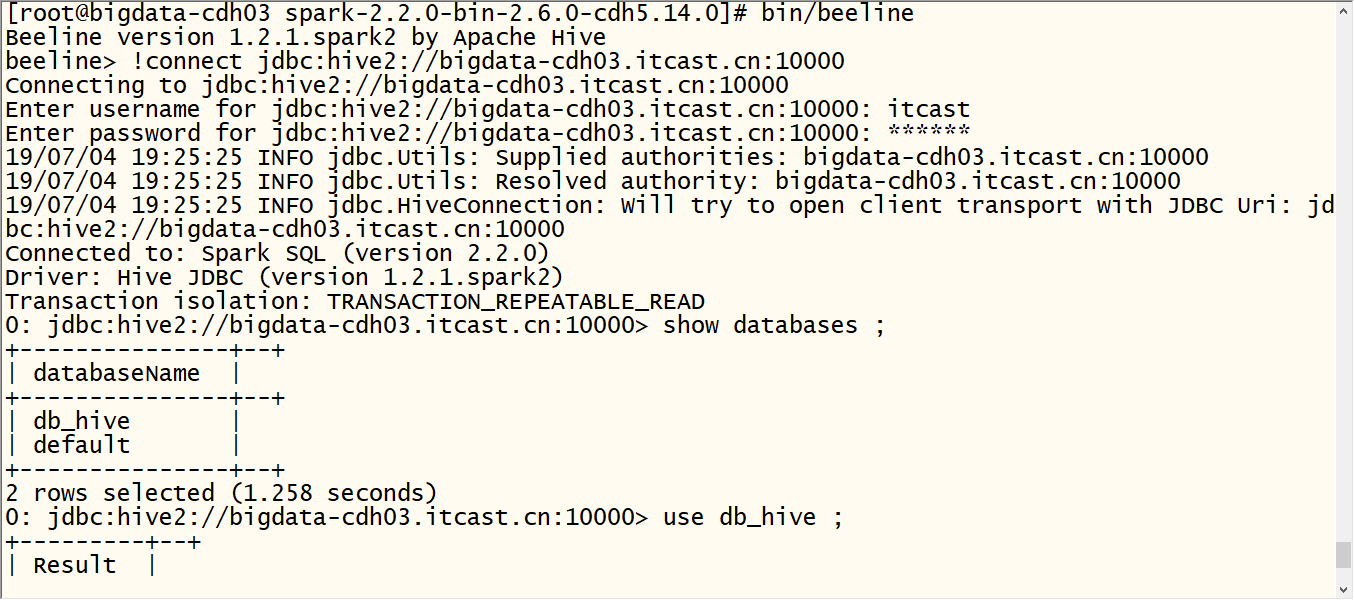 [root@bigdata-cdh03 spark-2.2.0-bin-2.6.0-cdh5.14.0]# bin/beeline
Beeline version 1.2.1.spark2 by Apache Hive
beeline> !connect jdbc:hive2://bigdata-cdh03.itcast.cn:10000
Connecting to jdbc:hive2://bigdata-cdh03.itcast.cn:10000
Enter username for jdbc:hive2://bigdata-cdh03.itcast.cn:10000: itcast
Enter password for jdbc:hive2://bigdata-cdh03.itcast.cn:10000: ******
19/07/04 19:25:25 INFO jdbc.Utils: Supplied authorities: bigdata-cdh03.itcast.cn:10000
19/07/04 19:25:25 INFO jdbc.Utils: Resolved authority: bigdata-cdh03.itcast.cn:10000
19/07/04 19:25:25 INFO jdbc.HiveConnection: Will try to open client transport with JDBC Uri: jd
bc:hive2://bigdata-cdh03.itcast.cn:10000
Connected to: Spark SQL (version 2.2.0)
Driver: Hive JDBC (version 1.2.1.spark2)
Transaction isolation: TRANSACTION_REPEATABLE_READ
0: jdbc:hive2://bigdata-cdh03.itcast.cn:10000> show databases ;
+---------------+--+
| databaseName  |
+---------------+--+
| db_hive       |
| default       |
+---------------+--+
2 rows selected (1.258 seconds)
0: jdbc:hive2://bigdata-cdh03.itcast.cn:10000> use db_hive ;
+---------+--+
| Result  |